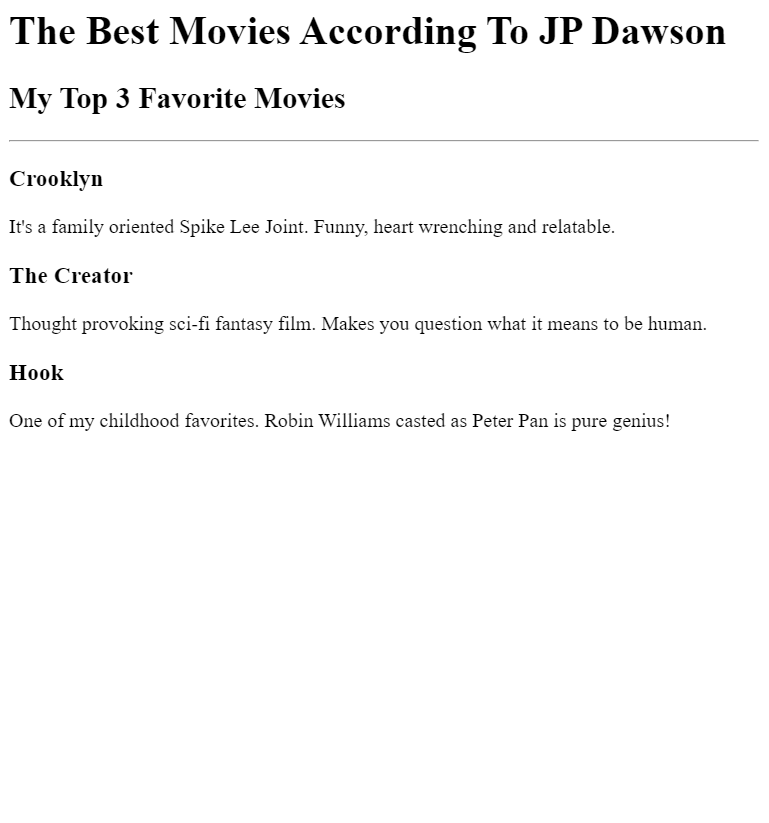 The Best Movies According To JP Dawson
My Top 3 Favorite Movies
Crooklyn
It's a family oriented Spike Lee Joint. Funny, heart wrenching and relatable.
The Creator
Thought provoking sci-fi fantasy film. Makes you question what it means to be human.
Hook
One of my childhood favorites. Robin Williams casted as Peter Pan is pure genius!